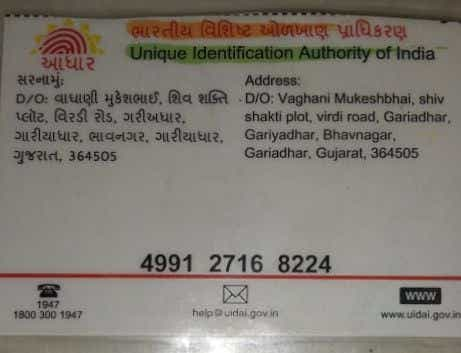 ભારતીય વિશિષ્ટ ઓળખાણ પ્રાધિકરણ
Unique Identification Authority of India
આધાર
સરનામું:
D/O: વાઘાણી મુકેશભાઈ, શિવ શક્તિ
પ્લૉટ, વિરડી રોડ, ગરીઅધાર,
ગારીયાધાર, ભાવનગર, ગારીયાધાર,
ગુજરાત, 364505
Address:
D/O: Vaghani Mukeshbhai, shiv
shakti plot, virdi road, Gariadhar,
Gariyadhar, Bhavnagar,
Gariadhar, Gujarat, 364505
4991 2716 8224
1947
1800 300 1947
help@uidai.gov.in
WWW
www.uidai.gov.in